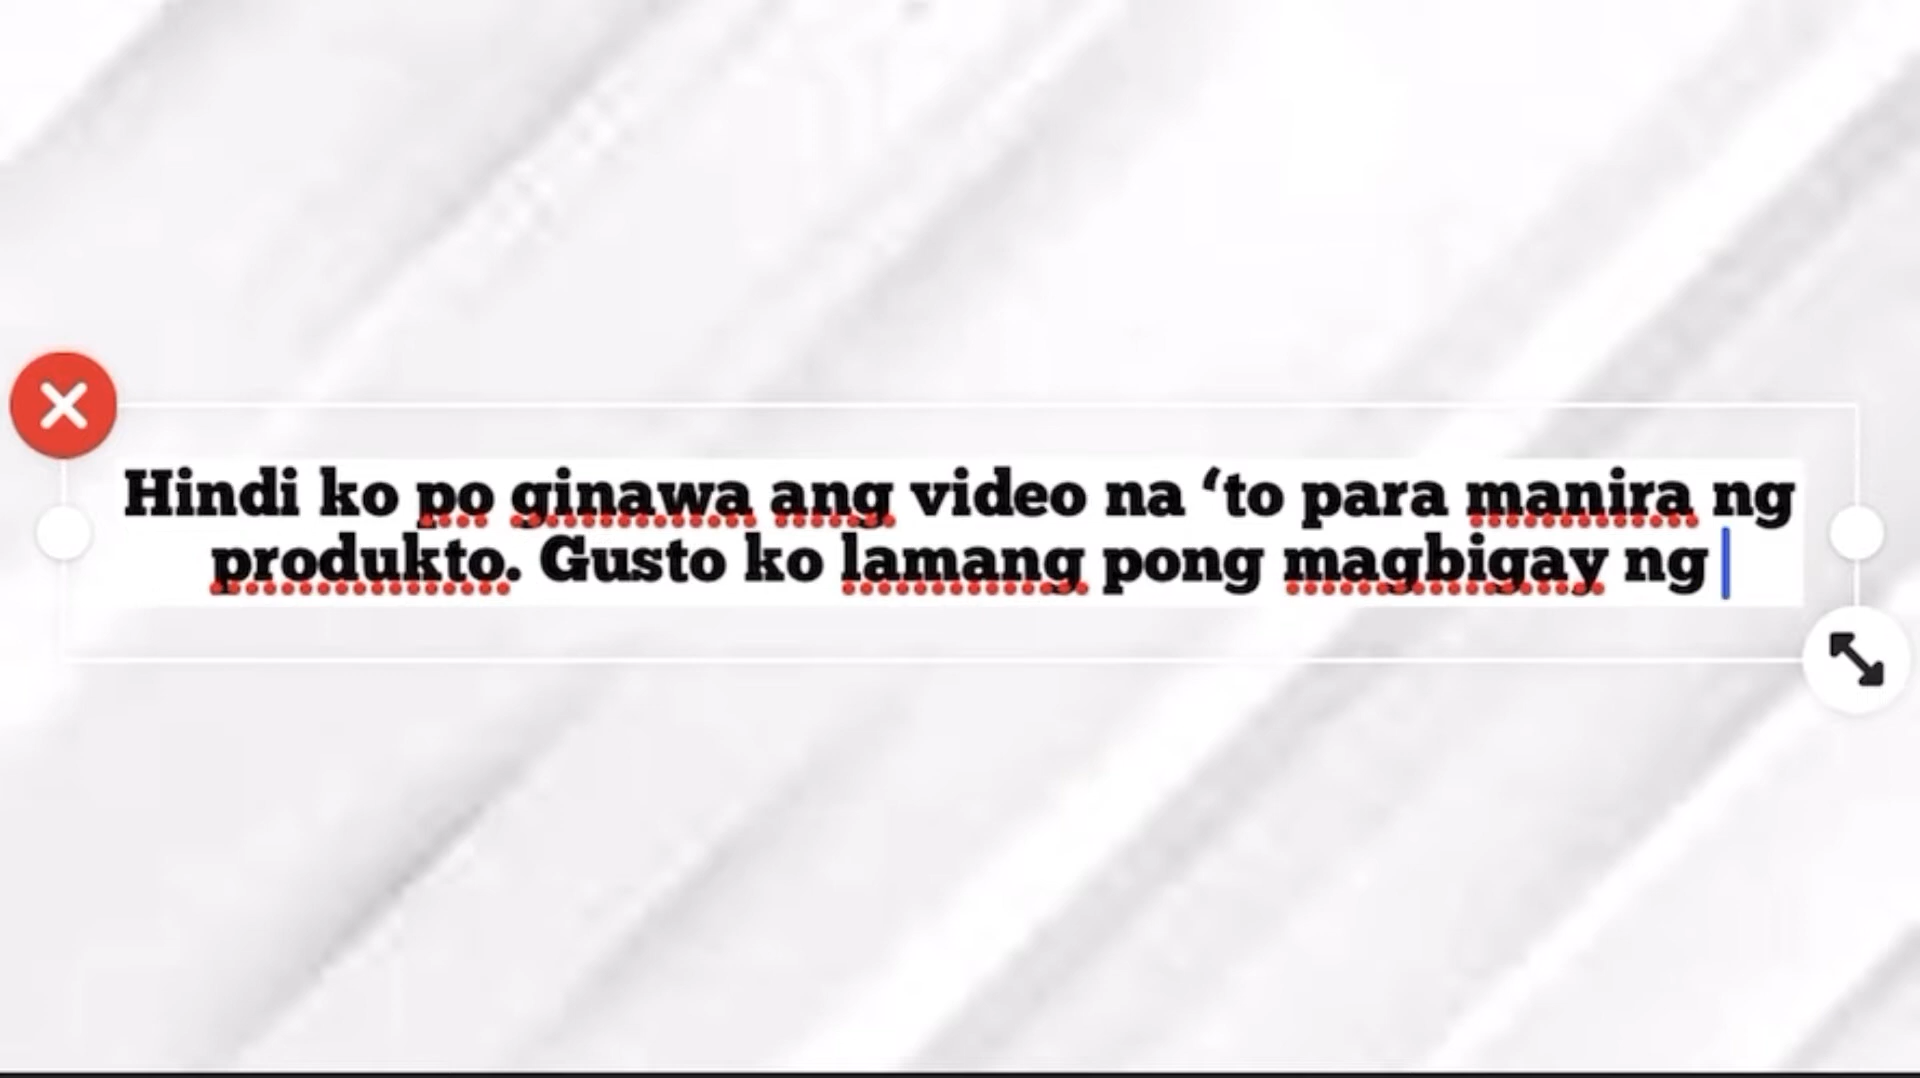 Hindi ko po ginawa ang video na ‘to para manira ng
produkto. Gusto ko lamang pong magbigay ng